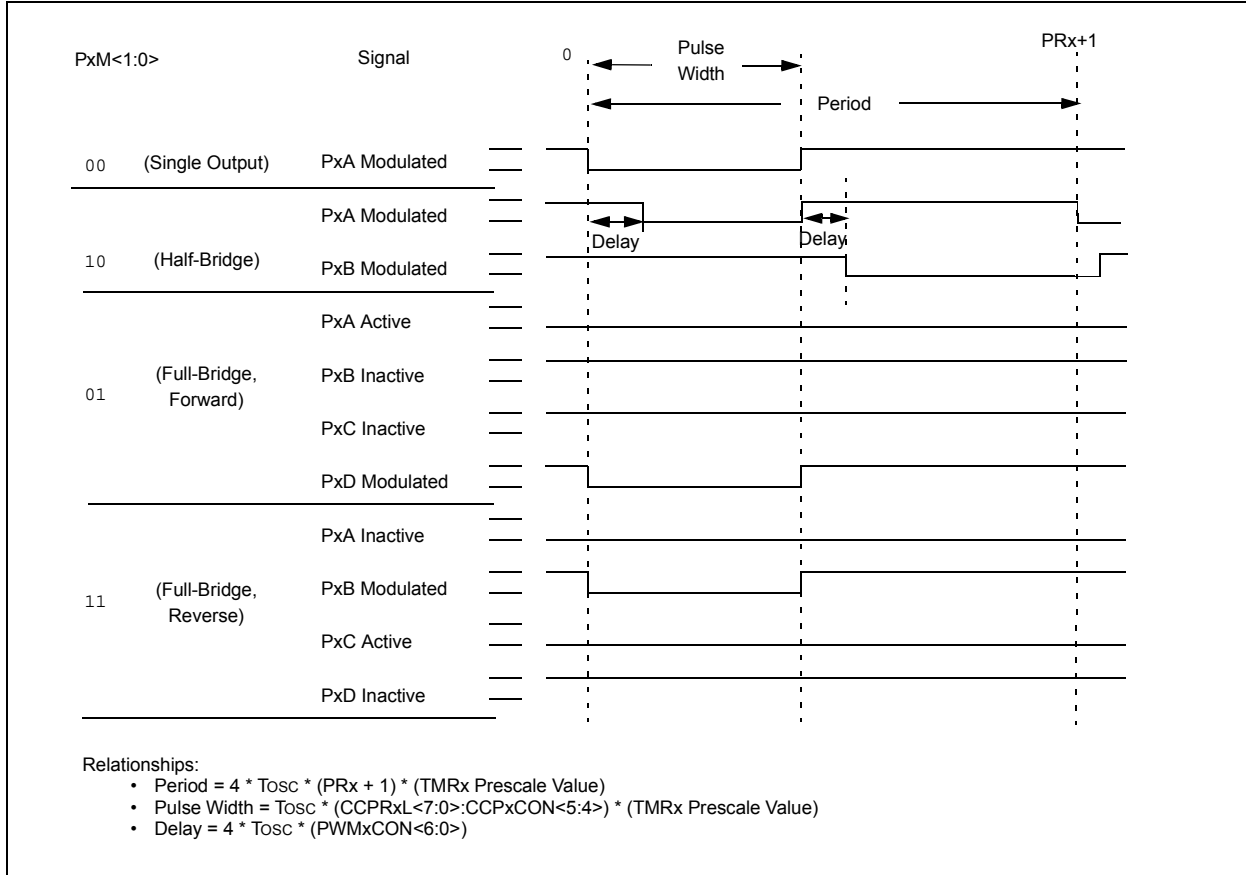 PxM<1:0>
Signal
0
Pulse
Width
PRx+1
Period
00
(Single Output)
PxA Modulated
PxA Modulated
Delay
Delay
10
(Half-Bridge)
PxB Modulated
PxA Active
01
(Full-Bridge,
Forward)
PxB Inactive
PxC Inactive
PxD Modulated
PxA Inactive
11
(Full-Bridge,
Reverse)
PxB Modulated
PxC Active
PxD Inactive
Relationships:
• Period = 4 * TOSC * (PRx + 1) * (TMRx Prescale Value)
• Pulse Width = TOSC * (CCPRxL<7:0>:CCPxCON<5:4>) * (TMRx Prescale Value)
• Delay = 4 * TOSC * (PWMxCON<6:0>)